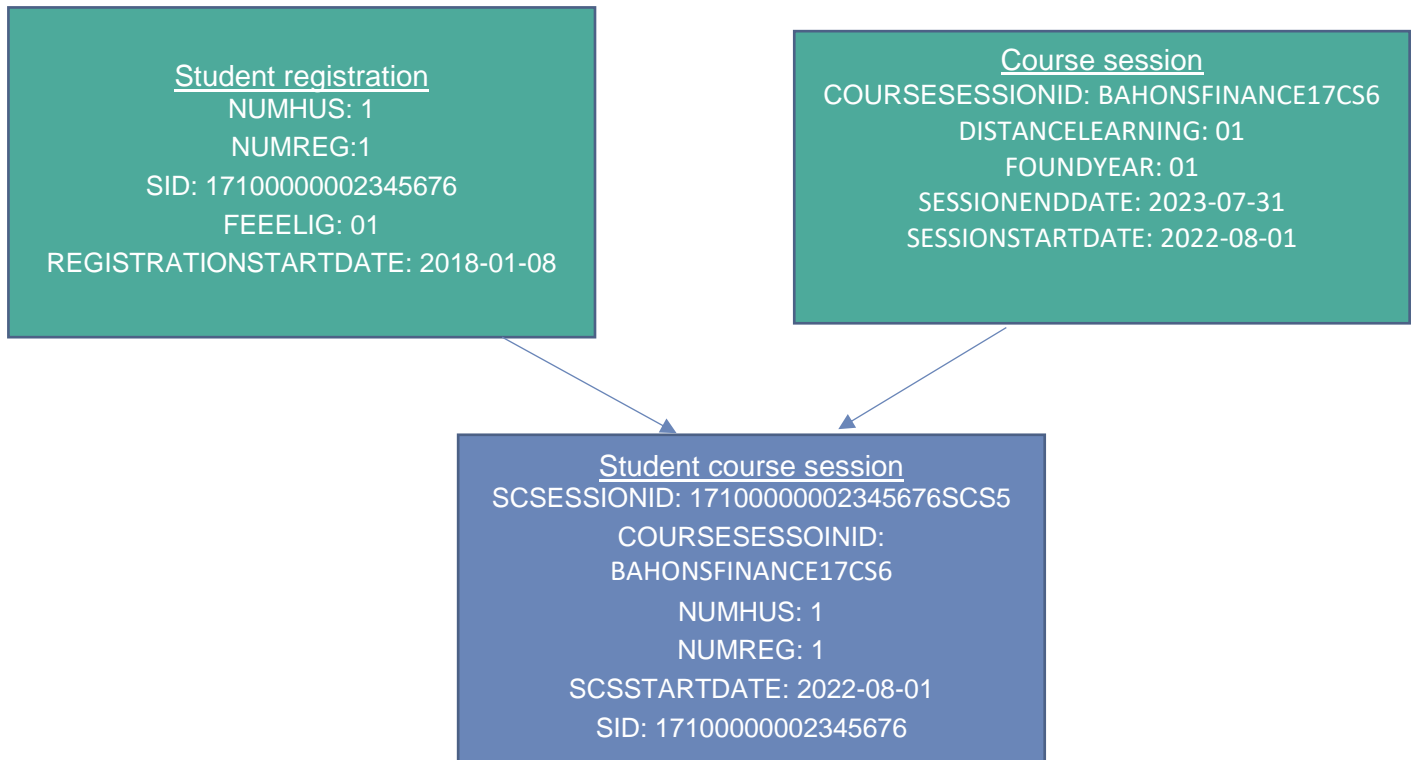 Student registration
NUMHUS: 1
NUMREG:1
SID: 17100000002345676
FEEELIG: 01
REGISTRATIONSTARTDATE: 2018-01-08
Course session
COURSESESSIONID: BAHONSFINANCE17CS6
DISTANCELEARNING: 01
FOUNDYEAR: 01
SESSIONENDDATE: 2023-07-31
SESSIONSTARTDATE: 2022-08-01
Student course session
SCSESSIONID: 17100000002345676SCS5
COURSESESSOINID:
BAHONSFINANCE17CS6
NUMHUS: 1
NUMREG: 1
SCSSTARTDATE: 2022-08-01
SID: 17100000002345676